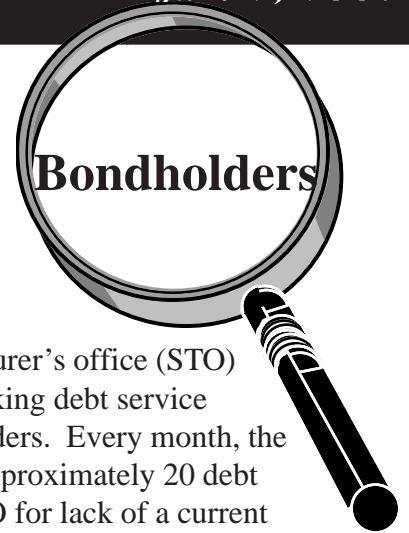 Bondholders
urer’s office (STO)
king debt service
ders. Every month, the
proximately 20 debt
O for lack of a current